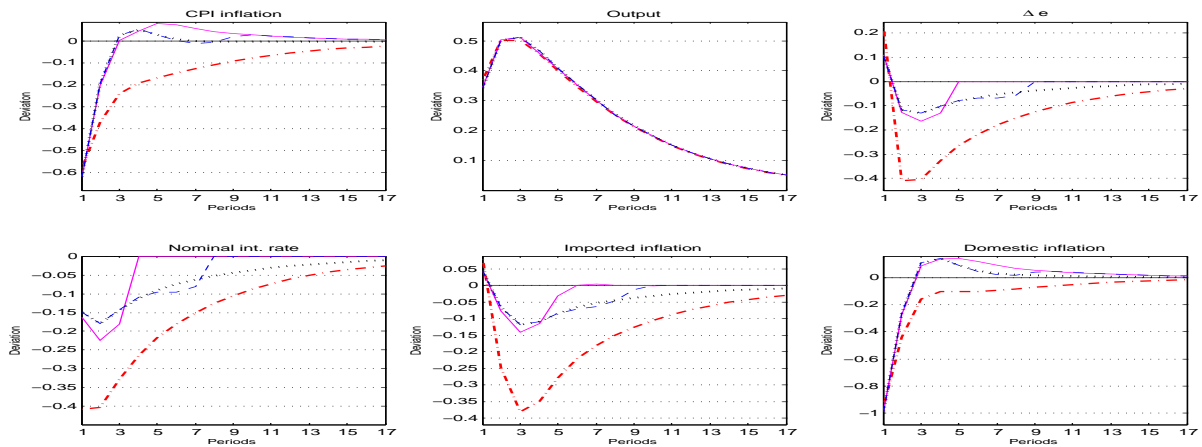 CPI inflation
0
−0.1
−0.2
−0.3
−0.4
−0.5
−0.6
Deviation
1 3 5 7 9 11 13 15 17
Periods
Output
0.5
0.4
0.3
0.2
0.1
Deviation
1 3 5 7 9 11 13 15 17
Periods
Δ e
0.2
0.1
0
−0.1
−0.2
−0.3
−0.4
Deviation
1 3 5 7 9 11 13 15 17
Periods
Nominal int. rate
0
−0.05
−0.1
−0.15
−0.2
−0.25
−0.3
−0.35
−0.4
Deviation
1 3 5 7 9 11 13 15 17
Periods
Imported inflation
0.05
0
−0.05
−0.1
−0.15
−0.2
−0.25
−0.3
−0.35
−0.4
Deviation
1 3 5 7 9 11 13 15 17
Periods
Domestic inflation
0.2
0
−0.2
−0.4
−0.6
−0.8
−1
Deviation
1 3 5 7 9 11 13 15 17
Periods